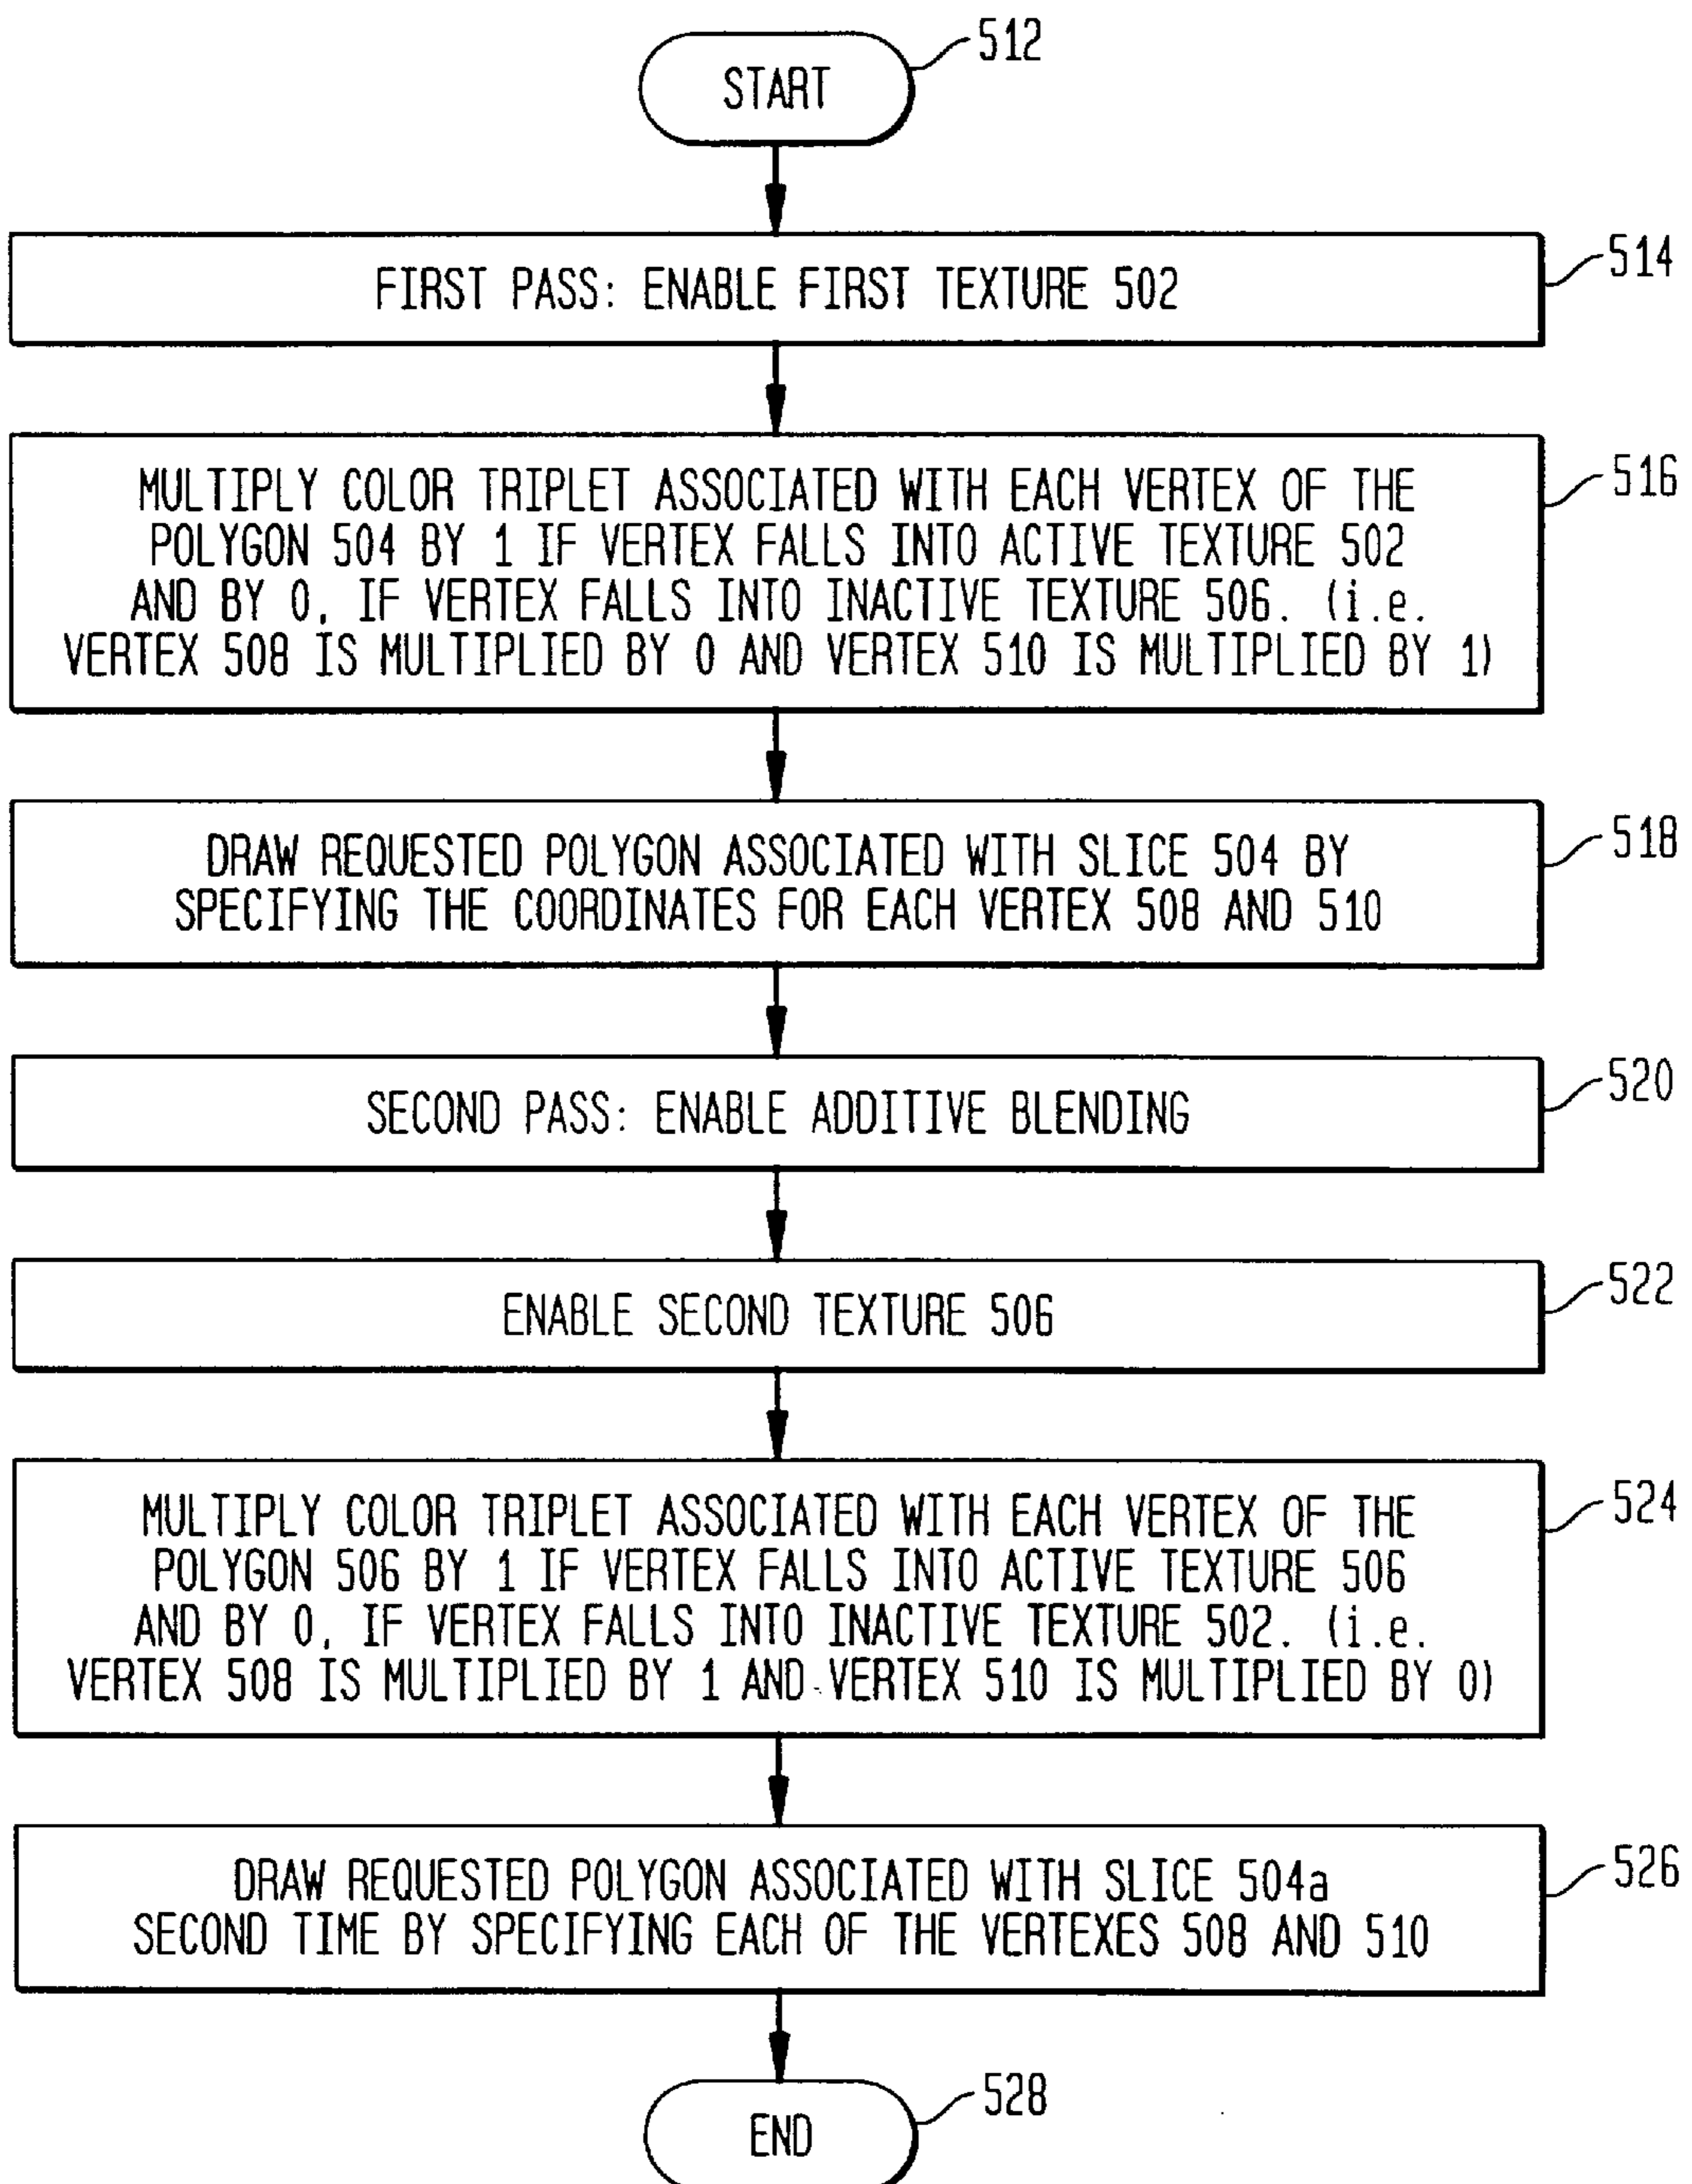 START
512
FIRST PASS: ENABLE FIRST TEXTURE 502
514
MULTIPLY COLOR TRIPLET ASSOCIATED WITH EACH VERTEX OF THE
POLYGON 504 BY 1 IF VERTEX FALLS INTO ACTIVE TEXTURE 502
AND BY 0, IF VERTEX FALLS INTO INACTIVE TEXTURE 506. (i.e.
VERTEX 508 IS MULTIPLIED BY 0 AND VERTEX 510 IS MULTIPLIED BY 1)
516
DRAW REQUESTED POLYGON ASSOCIATED WITH SLICE 504 BY
SPECIFYING THE COORDINATES FOR EACH VERTEX 508 AND 510
518
SECOND PASS: ENABLE ADDITIVE BLENDING
520
ENABLE SECOND TEXTURE 506
522
MULTIPLY COLOR TRIPLET ASSOCIATED WITH EACH VERTEX OF THE
POLYGON 506 BY 1 IF VERTEX FALLS INTO ACTIVE TEXTURE 506
AND BY 0, IF VERTEX FALLS INTO INACTIVE TEXTURE 502. (i.e.
VERTEX 508 IS MULTIPLIED BY 1 AND VERTEX 510 IS MULTIPLIED BY 0)
524
DRAW REQUESTED POLYGON ASSOCIATED WITH SLICE 504a
SECOND TIME BY SPECIFYING EACH OF THE VERTEXES 508 AND 510
526
END
528